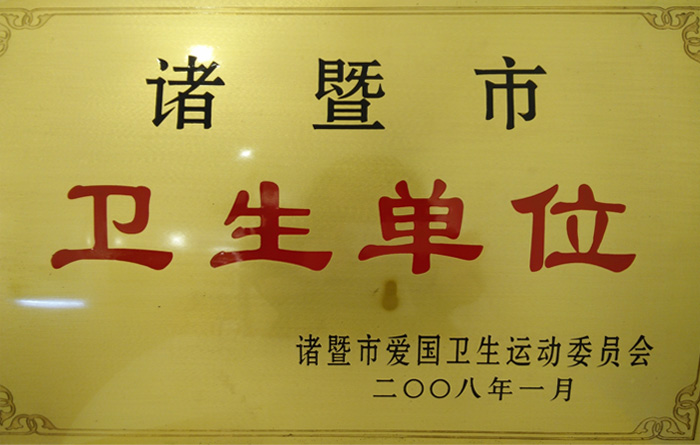 诸暨市
卫生单位
诸暨市爱国卫生运动委员会
二〇〇八年一月